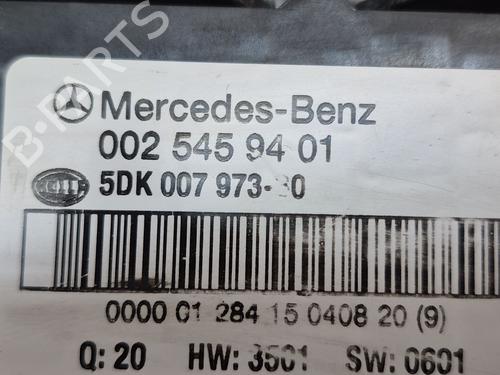 Mercedes-Benz
002 545 94 01
HELLA 5DK 007 973-30
0000 01 284 15 0408 20 (9)
Q: 20 HW: 3501 SW: 0601
B-PARTS